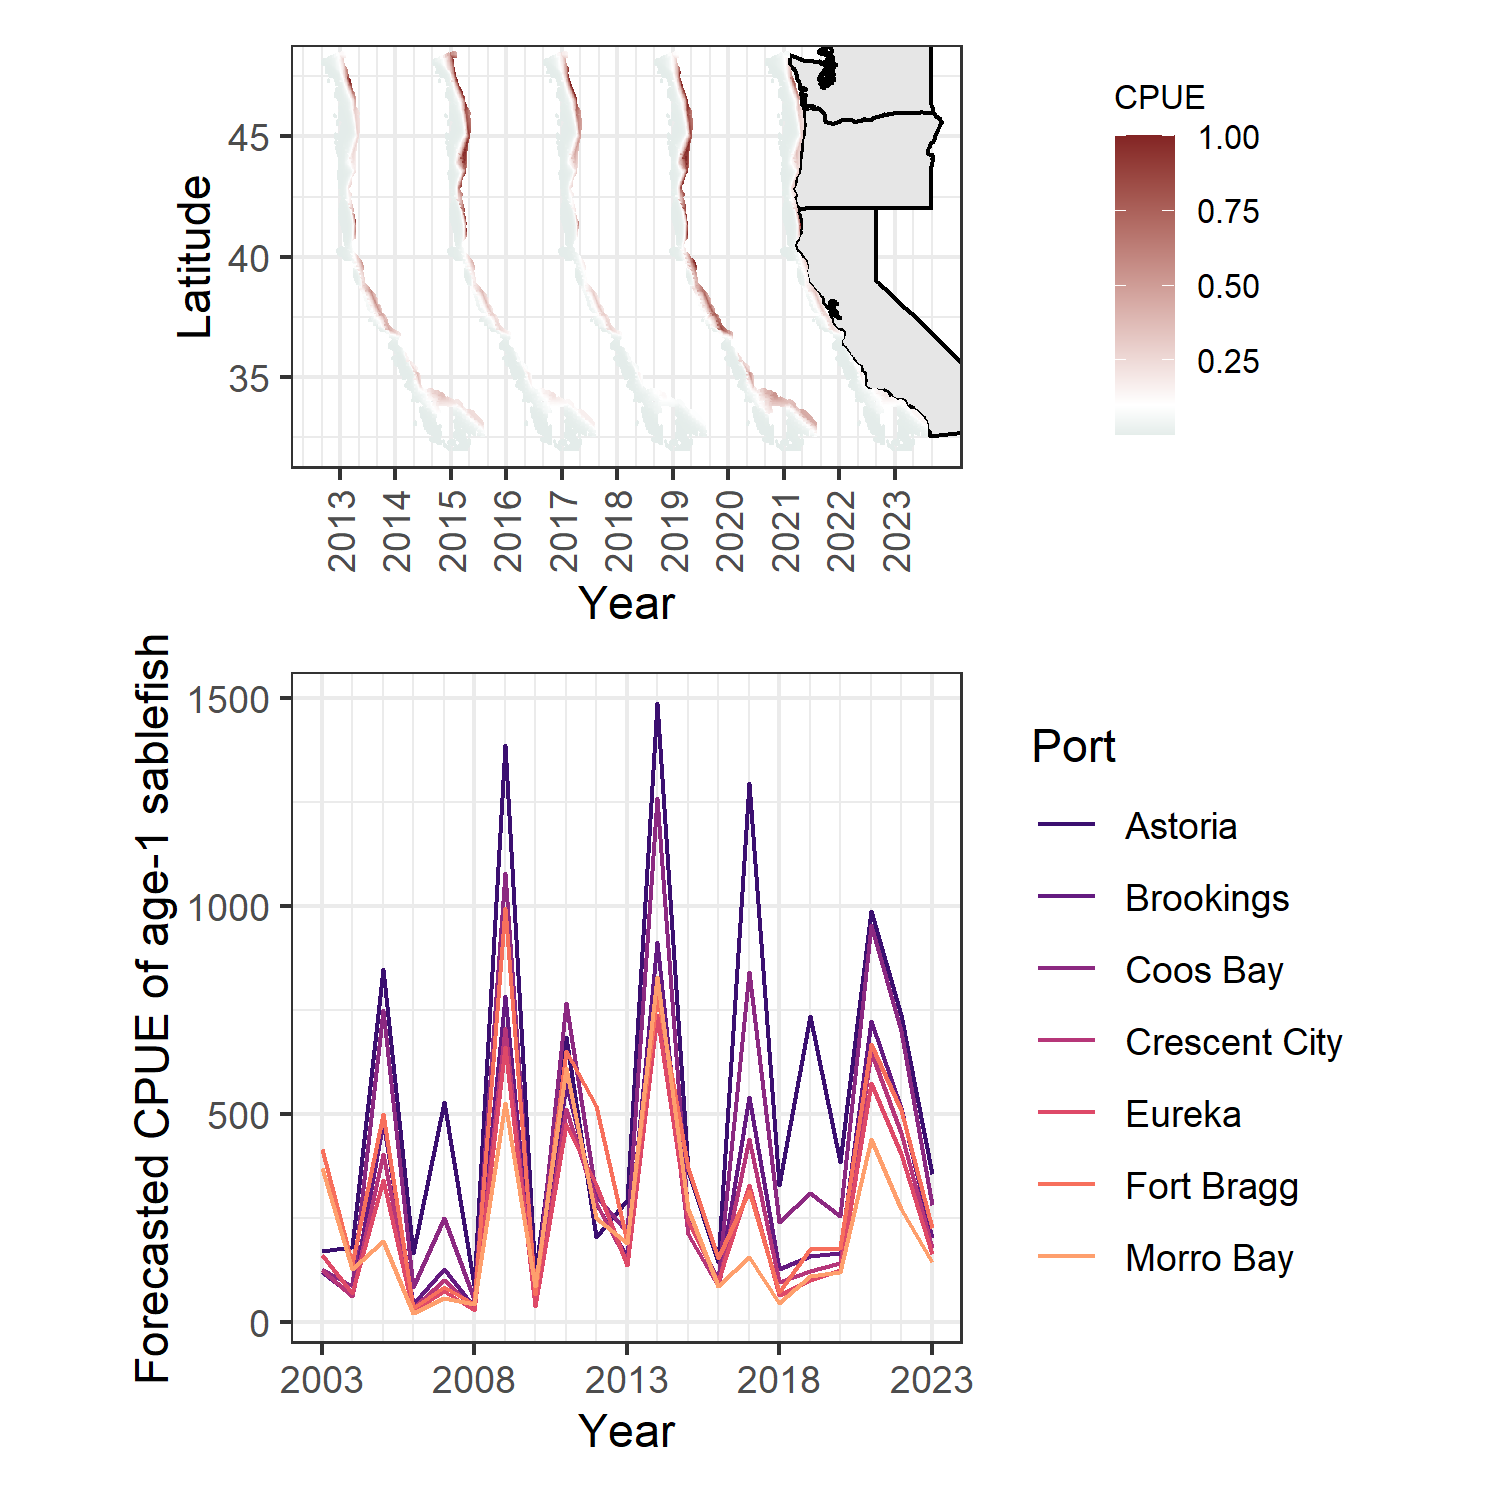 Latitude
45
40
35
2013
2014
2015
2016
2017
2018
2019
2020
2021
2022
2023
Year
CPUE
1.00
0.75
0.50
0.25
Forecasted CPUE of age-1 sablefish
1500
1000
500
0
2003
2008
2013
2018
2023
Year
Port
Astoria
Brookings
Coos Bay
Crescent City
Eureka
Fort Bragg
Morro Bay